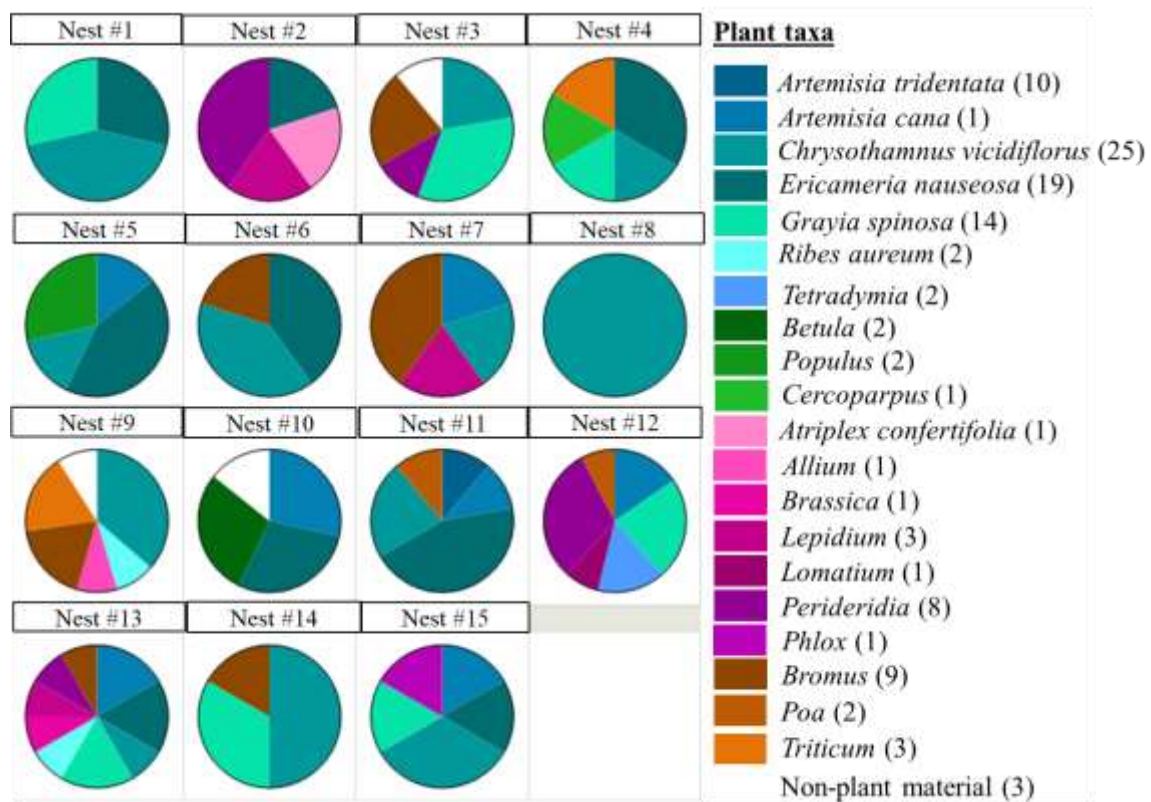 Nest #1
Nest #2
Nest #3
Nest #4
Nest #5
Nest #6
Nest #7
Nest #8
Nest #9
Nest #10
Nest #11
Nest #12
Nest #13
Nest #14
Nest #15
Plant taxa
Artemisia tridentata (10)
Artemisia cana (1)
Chrysothamnus vicidiflorus (25)
Ericameria nauseosa (19)
Grayia spinosa (14)
Ribes aureum (2)
Tetradymia (2)
Betula (2)
Populus (2)
Cercoparpus (1)
Atriplex confertifolia (1)
Allium (1)
Brassica (1)
Lepidium (3)
Lomatium (1)
Perideridia (8)
Phlox (1)
Bromus (9)
Poa (2)
Triticum (3)
Non-plant material (3)